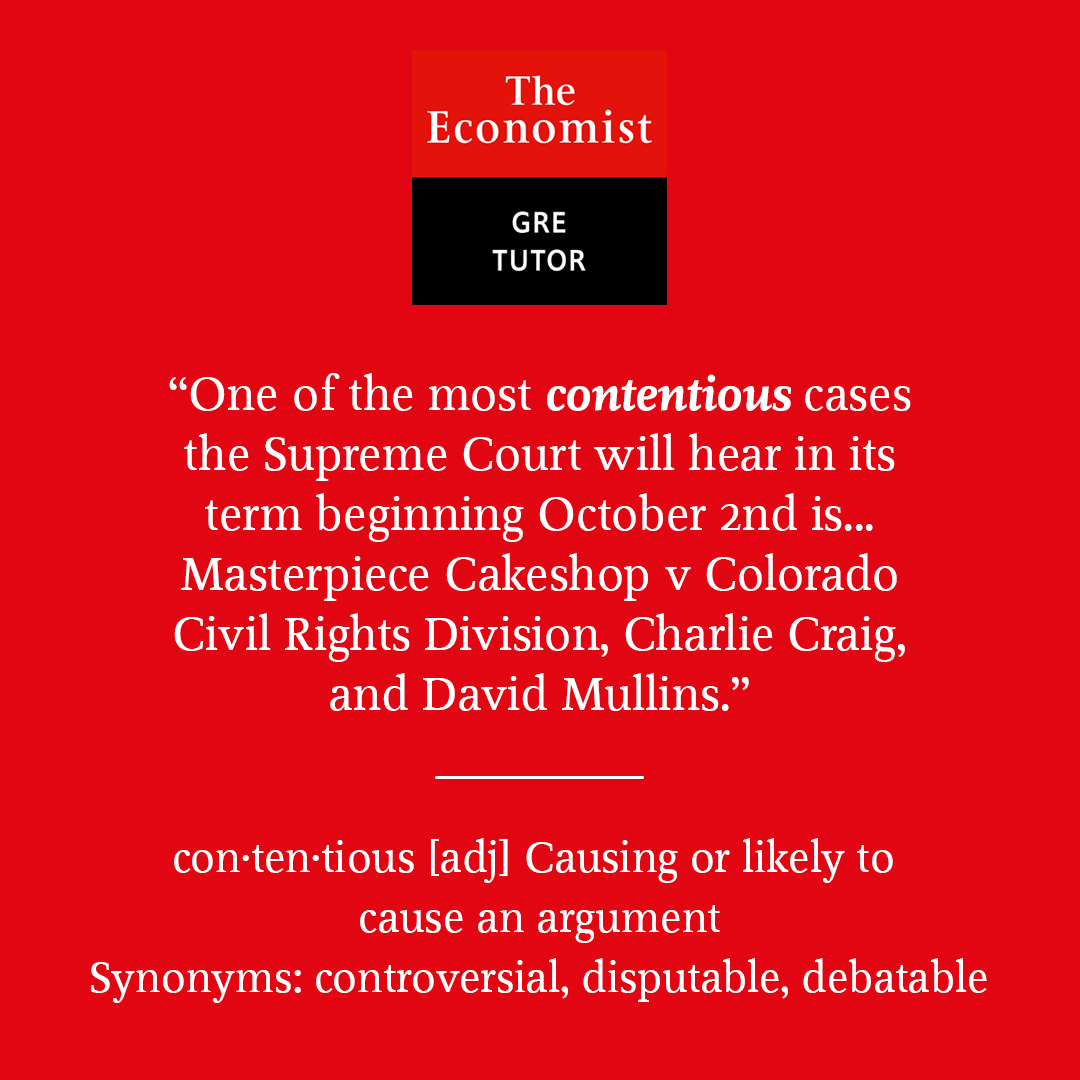 The
Economist
GRE
TUTOR
“One of the most contentious cases
the Supreme Court will hear in its
term beginning October 2nd is...
Masterpiece Cakeshop v Colorado
Civil Rights Division, Charlie Craig,
and David Mullins.”
con·ten·tious [adj] Causing or likely to
cause an argument
Synonyms: controversial, disputable, debatable